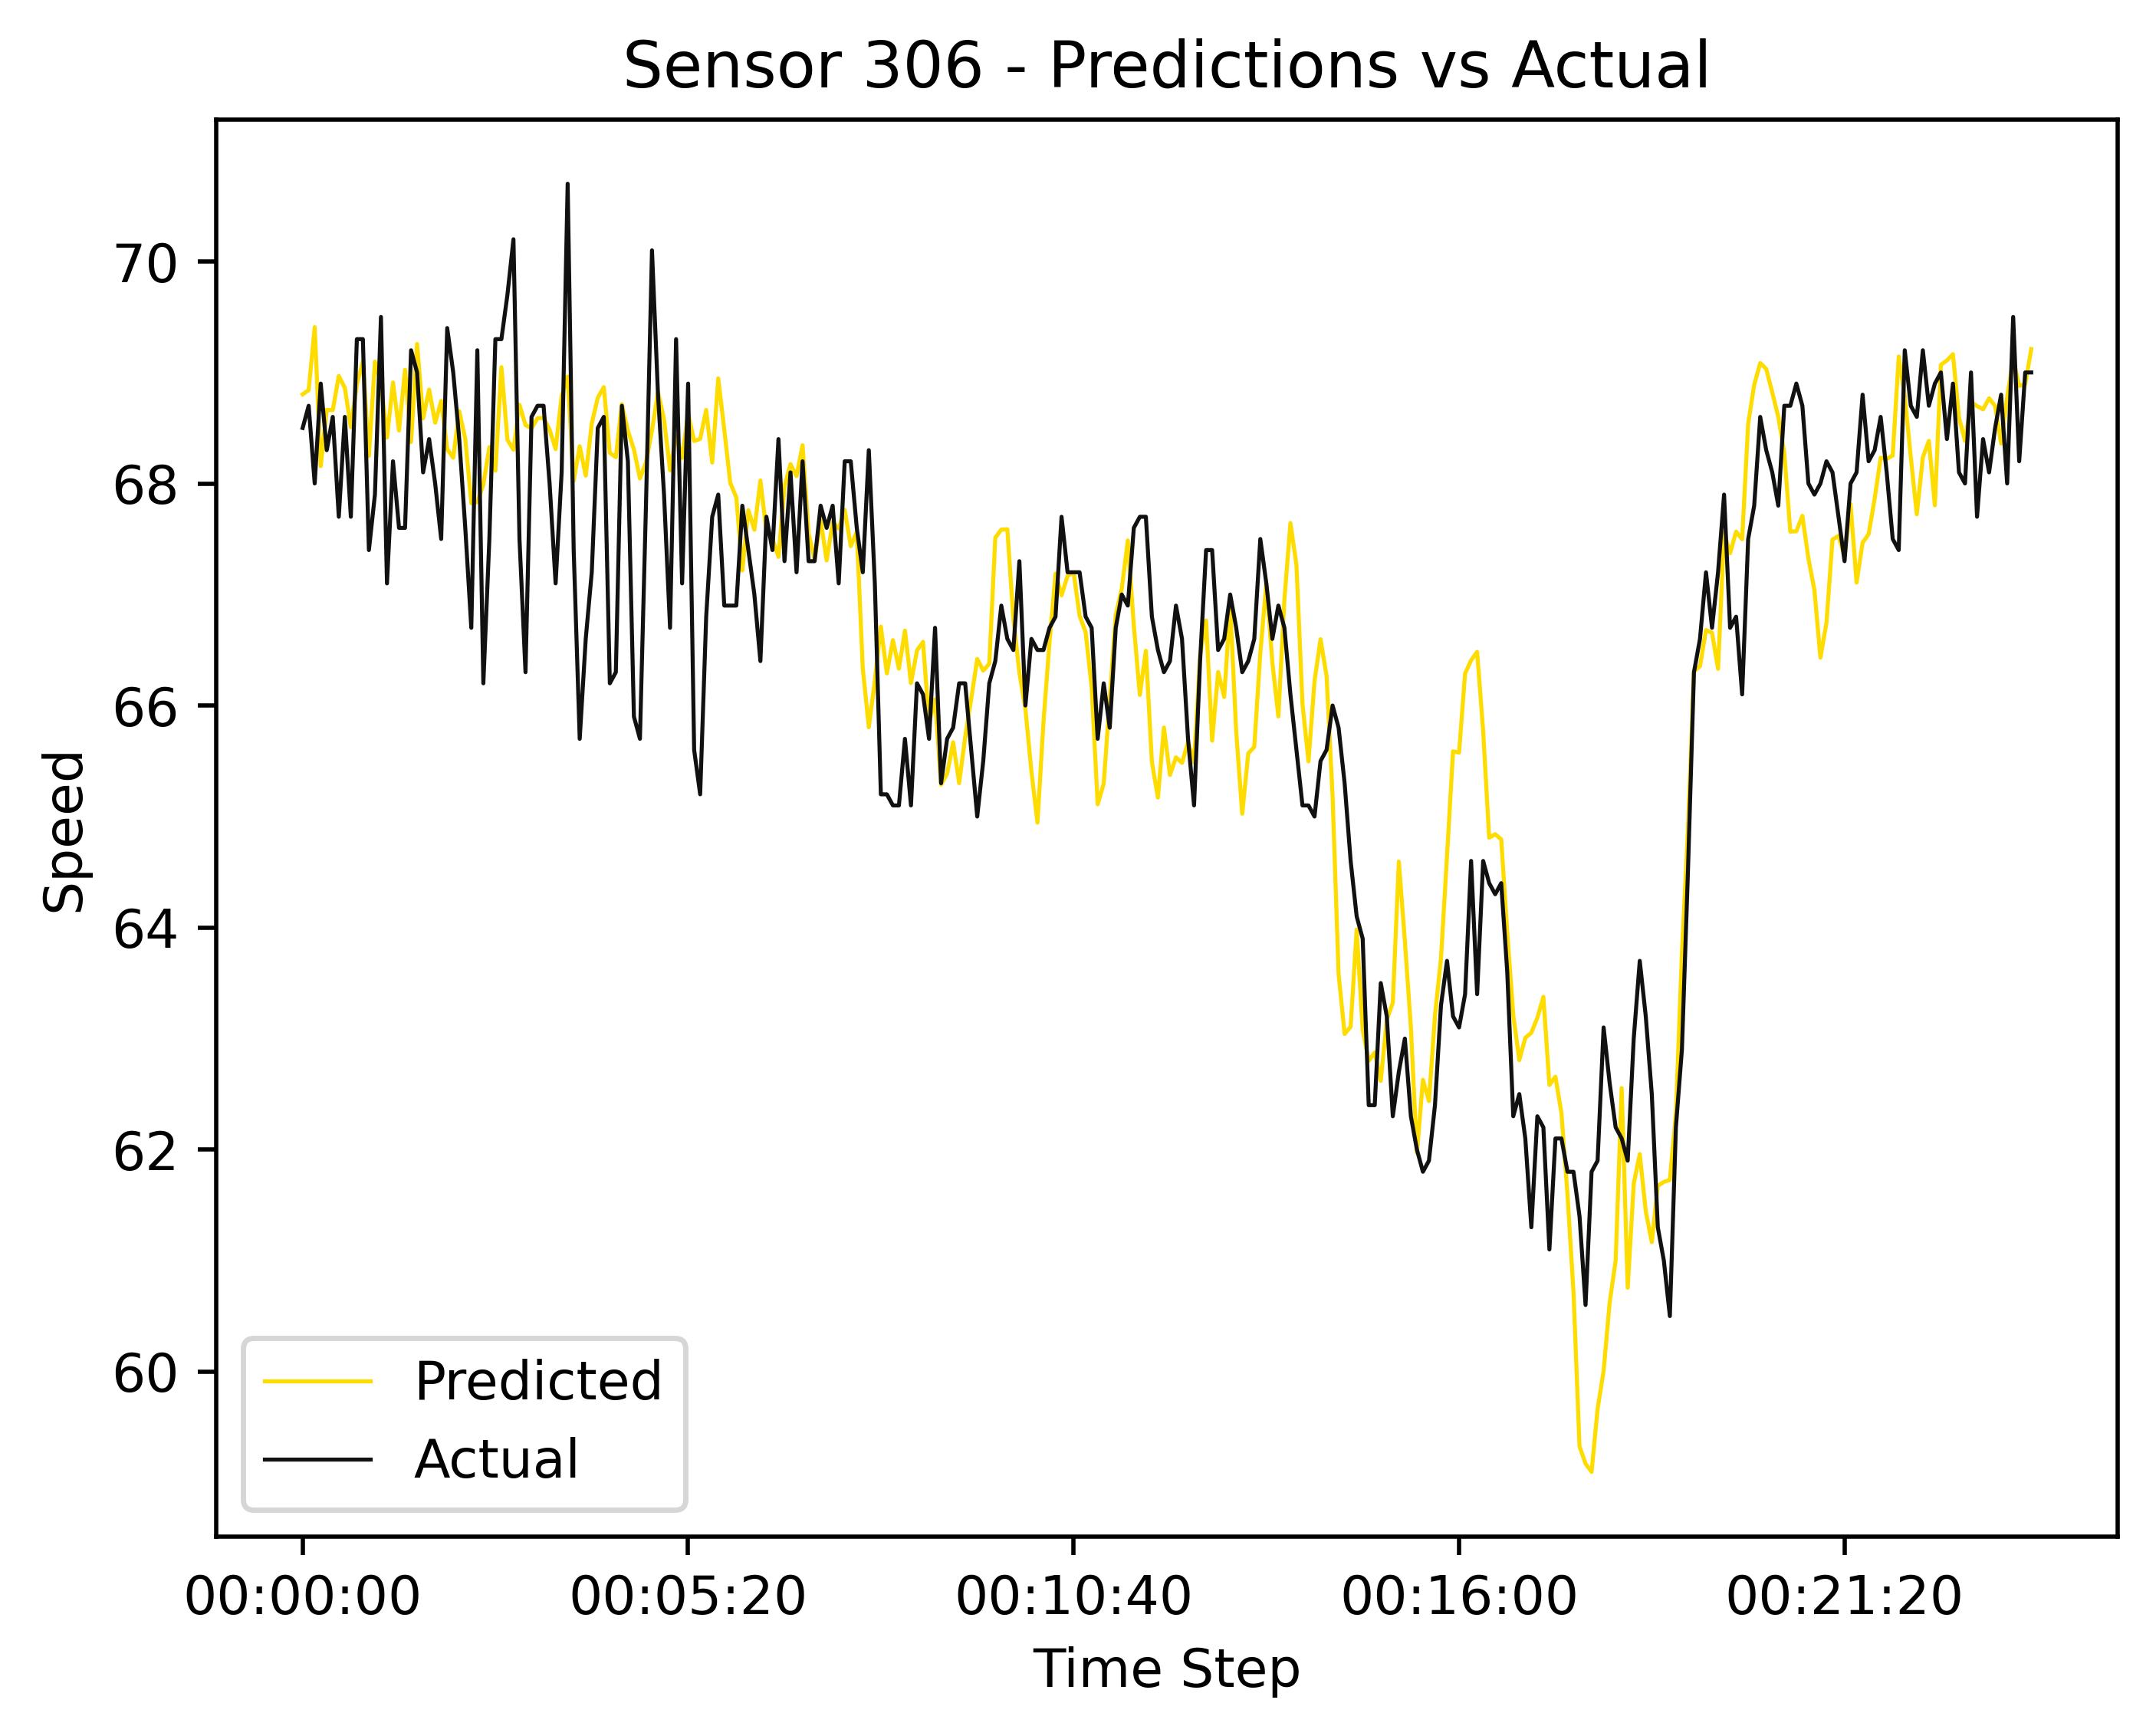 Sensor 306 - Predictions vs Actual
70
68
66
64
62
60
Speed
Predicted
Actual
00:00:00 00:05:20 00:10:40 00:16:00 00:21:20
Time Step